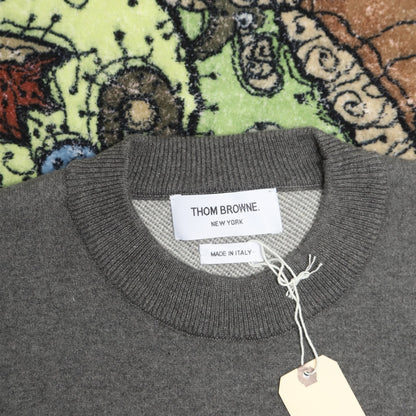 THOM BROWNE.
NEW YORK
MADE IN ITALY